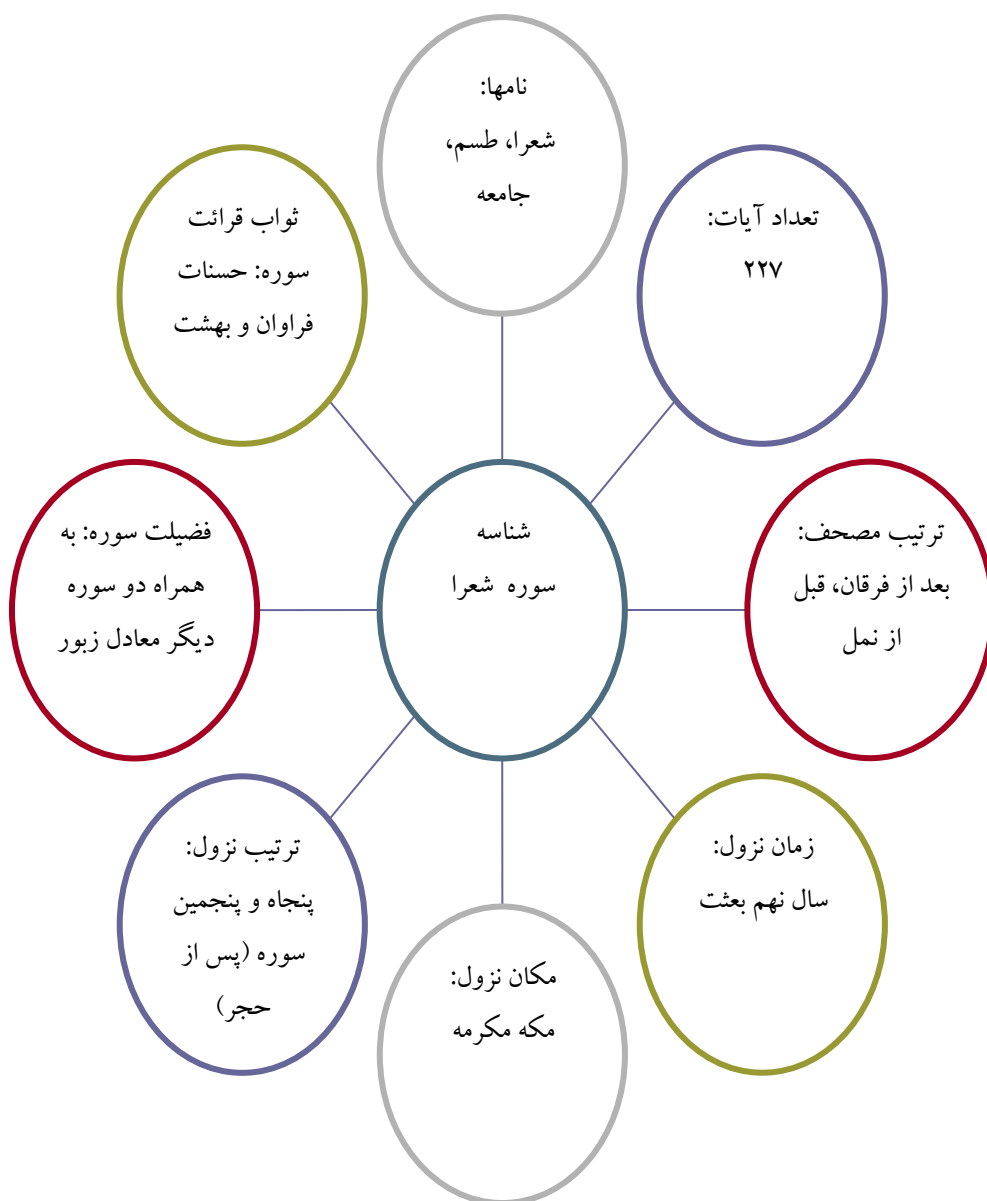 نامها:
شعرا، طسم،
جامعه
تعداد آیات:
۲۲۷
ثواب قرائت
سوره: حسنات
فراوان و بهشت
شناسه
سوره شعرا
ترتیب مصحف:
بعد از فرقان، قبل
از نمل
فضیلت سوره: به
همراه دو سوره
دیگر معادل زبور
زمان نزول:
سال نهم بعثت
ترتیب نزول:
پنجاه و پنجمین
سوره (پس از
حجر)
مکان نزول:
مکه مکرمه